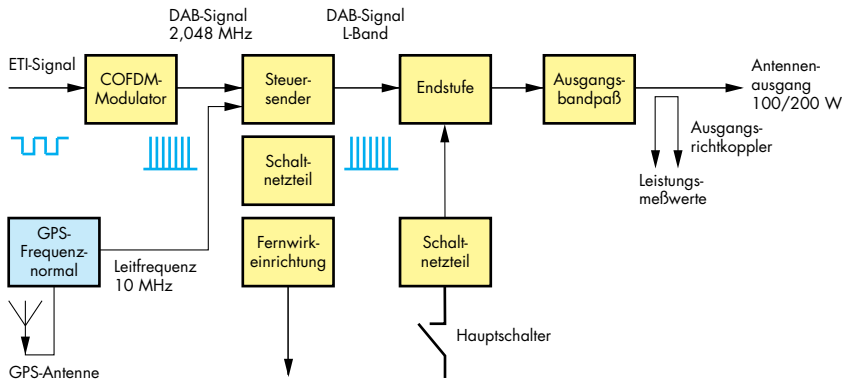 DAB-Signal
2,048 MHz
DAB-Signal
L-Band
ETI-Signal
COFDM-
Modulator
Steuer-
sender
Endstufe
Ausgangs-
bandpaß
Antennen-
ausgang
100/200 W
Ausgangs-
richtkoppler
Leistungs-
meßwerte
Schalt-
netzteil
GPS-
Frequenz-
normal
Leitfrequenz
10 MHz
Fernwirk-
einrichtung
Schalt-
netzteil
Hauptschalter
GPS-Antenne